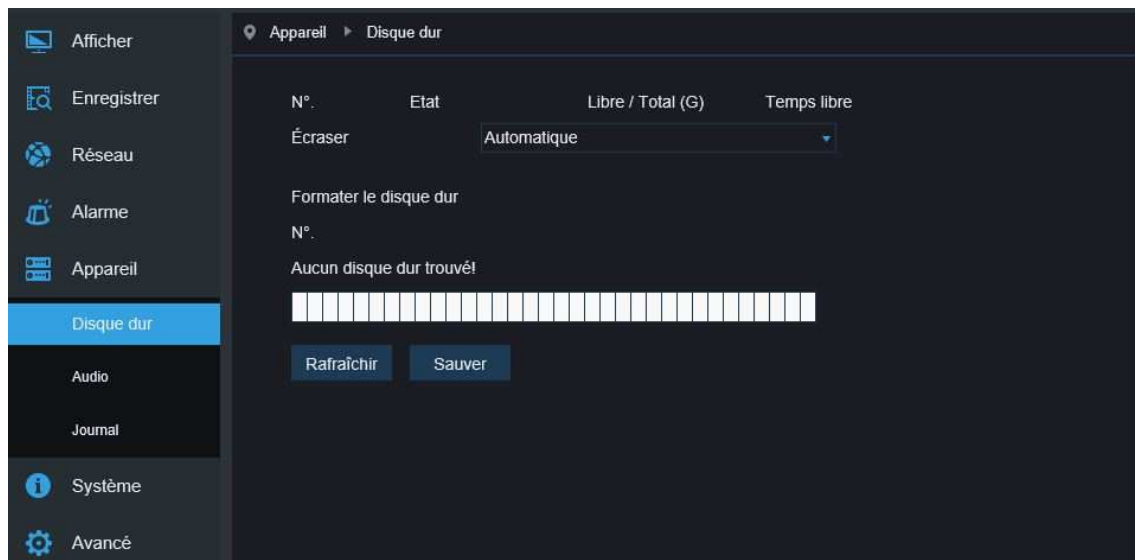 Afficher
Enregistrer
Réseau
Alarme
Appareil
Disque dur
Audio
Journal
Système
Avancé
Appareil Disque dur
N°. Etat Libre / Total (G) Temps libre
Écraser Automatique
Formater le disque dur
N°.
Aucun disque dur trouvé!
Rafraîchir Sauver